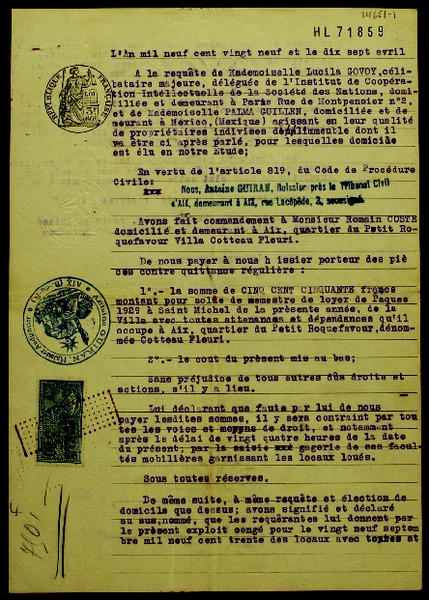 14651-1
HL 71859
L'An mil neuf cent vingt neuf et le dix sept avril
A la requête de Mademoiselle Lucila GOVOY, céli-
bataire majeure, déléguée de l'Institut de Coopéra-
tion Intellectuelle de la Société des Nations, domi-
ciliée et demeurant à Paris Rue de Montpensier n°2,
et de Mademoiselle PALMA GUILLEN, domiciliée et de
meurant à Mexico, (Mexique) agissant en leur qualité
de propriétaires indivises de l'immeuble dont il
va être ci après parlé, pour lesquelles domicile
est élu en notre Etude;
En vertu de l'article 819, du Code de Procédure
Civile:
Nous, Antoine GUIRAN, Huissier près le Tribunal Civil
d'AIX, demeurant à AIX, rue Lacépède, 2, soussigné
Avons fait commandement à Monsieur Romain COSTE
domicilié et demeurant à Aix, quartier du Petit Ro-
quefavour Villa Cotteau Fleuri.
De nous payer à nous h issier porteur des piè
ces contre quittance régulière :
1°.- la somme de CINQ CENT CINQUANTE francs
montant pour solde de semestre de loyer de Paques
1929 à Saint Michel de la présente année, de la
Villa avec toutes attenances et dépendances qu'il
occupe à Aix, quartier du Petit Roquefavour, dénom-
mée Cotteau Fleuri.
2°.- le cout du présent mis au bas;
Sans préjudice de tous autres dûs droits et
actions, s'il y a lieu.
Lui déclarant que faute par lui de nous
payer lesdites sommes, il y sera contraint par tou
tes les voies et moyens de droit, et notamment
après le délai de vingt quatre heures de la date
du présent; par la saisie gagerie de ses facul
tés mobilières garnissant les locaux loués.
Sous toutes réserves.
De même suite, à même requête et élection de
domicile que dessus; avons signifié et déclaré
au sus,nommé, que les requérantes lui donnent par
le présent exploit congé pour le vingt neuf septem
bre mil neuf cent trente des locaux avec toutes at
REPUBLIQUE FRANÇAISE